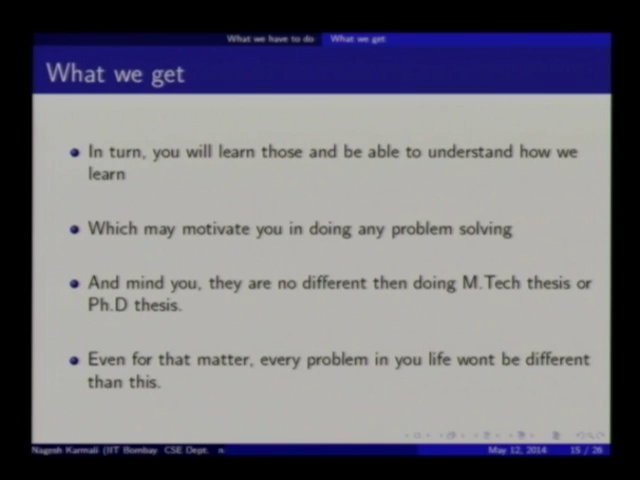 What we have to do What we get
What we get
In turn, you will learn those and be able to understand how we
learn
Which may motivate you in doing any problem solving
And mind you, they are no different then doing M.Tech thesis or
Ph.D thesis.
Even for that matter, every problem in you life wont be different
than this.
Nagesh Karmali (IIT Bombay CSE Dept. May 12, 2014 15 / 26